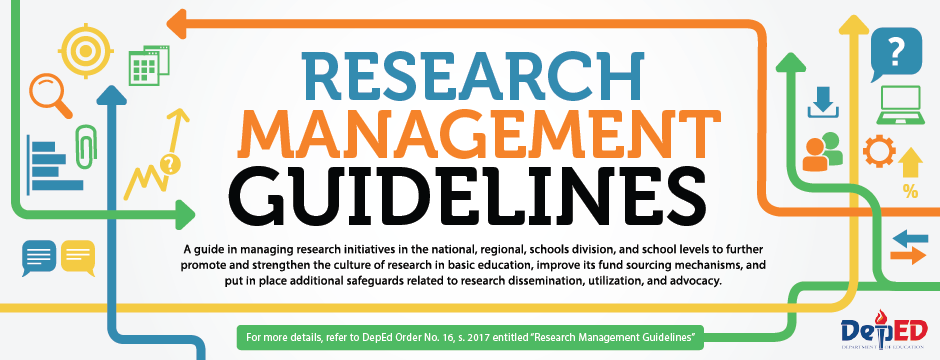 RESEARCH
MANAGEMENT
GUIDELINES
A guide in managing research initiatives in the national, regional, schools division, and school levels to further
promote and strengthen the culture of research in basic education, improve its fund sourcing mechanisms, and
put in place additional safeguards related to research dissemination, utilization, and advocacy.
For more details, refer to DepEd Order No. 16, s. 2017 entitled “Research Management Guidelines”
?
?
%
DepED
DEPARTMENT OF EDUCATION